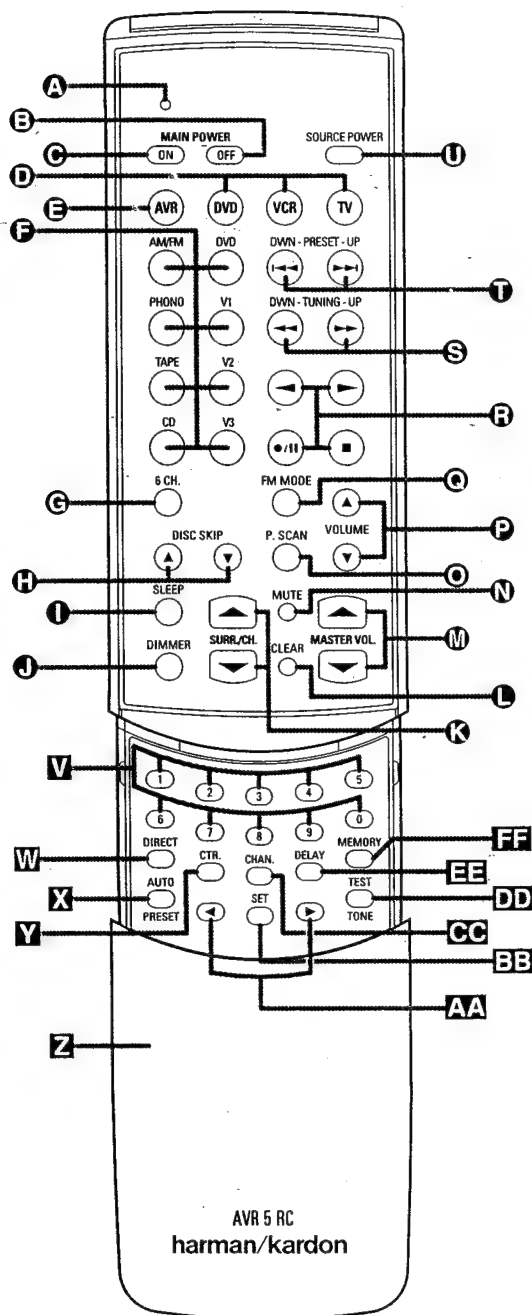 A
B
MAIN POWER SOURCE POWER
C ON OFF U
D
E AVR DVD VCR TV
F AM/FM DVD DWN - PRESET - UP
T
PHONO V1 DWN - TUNING - UP
S
TAPE V2
R
CD V3
6 CH. FM MODE Q
G P
DISC SKIP P. SCAN VOLUME
O
H SLEEP MUTE N
I
SURR./CH. MASTER VOL. M
J DIMMER CLEAR L
K
V 1 2 3 4 5
6 7 8 9 0
DIRECT MEMORY FF
W CTR. CHAN. DELAY EE
X AUTO PRESET TEST TONE DD
Y SET CC
BB
AA
Z
AVR 5 RC
harman/kardon